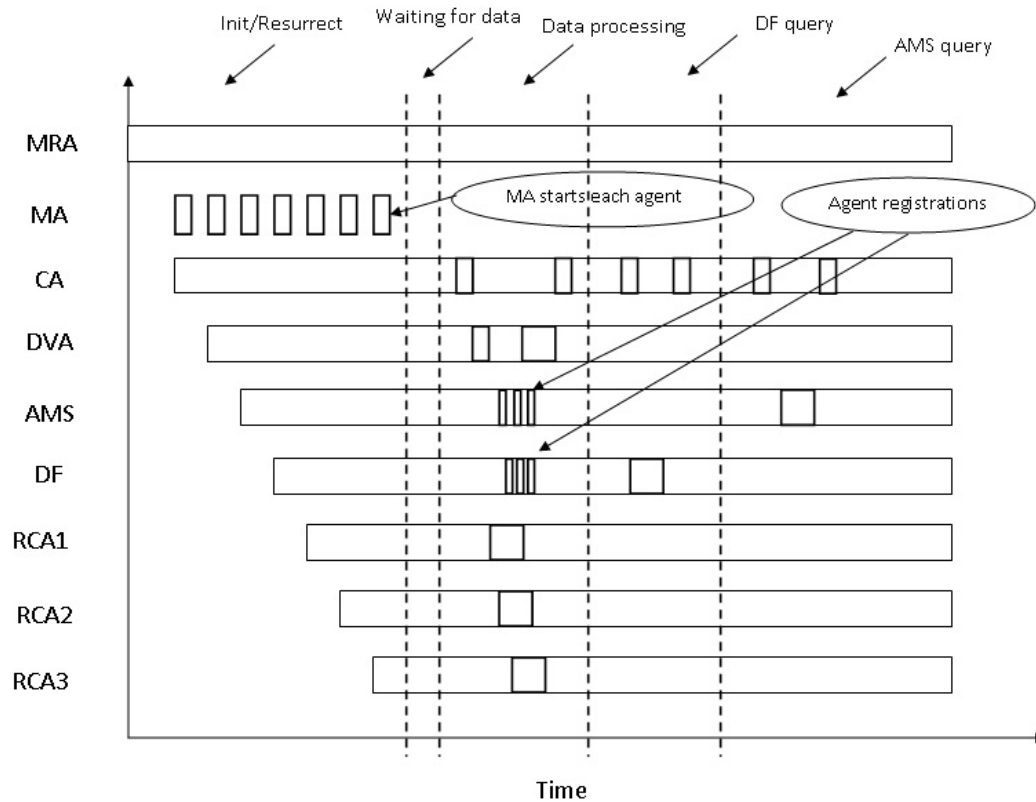 Init/Resurrect
Waiting for data
Data processing
DF query
AMS query
MRA
MA
MA starts each agent
Agent registrations
CA
DVA
AMS
DF
RCA1
RCA2
RCA3
Time